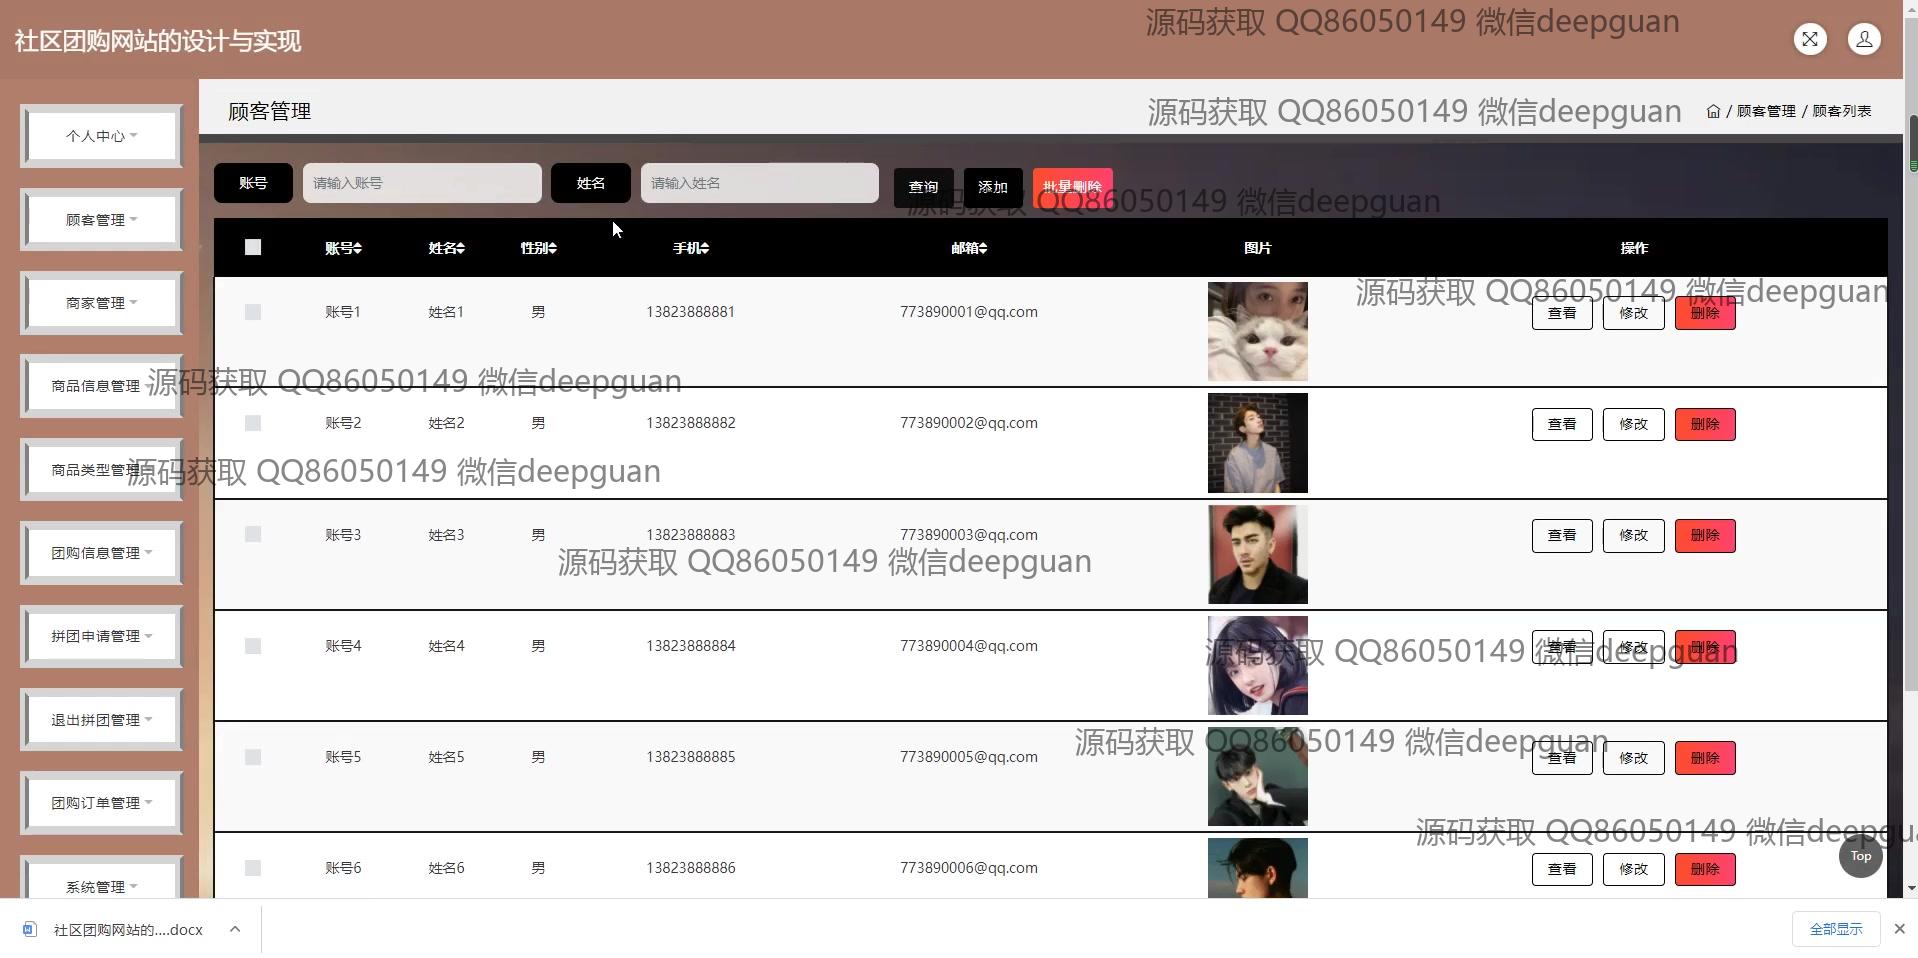 源码获取 QQ86050149 微信deepguan
社区团购网站的设计与实现
顾客管理
源码获取 QQ86050149 微信deepguan
/ 顾客管理 / 顾客列表
个人中心
顾客管理
商家管理
商品信息管理
商品类型管理
团购信息管理
拼团申请管理
退出拼团管理
团购订单管理
系统管理
账号 请输入账号 姓名 请输入姓名 查询 添加 批量删除
源码获取 QQ86050149 微信deepguan
账号 姓名 性别 手机 邮箱 图片 操作
源码获取 QQ86050149 微信deepguan
账号1 姓名1 男 13823888881 773890001@qq.com 查看 修改 删除
源码获取 QQ86050149 微信deepguan
账号2 姓名2 男 13823888882 773890002@qq.com 查看 修改 删除
源码获取 QQ86050149 微信deepguan
账号3 姓名3 男 13823888883 773890003@qq.com 查看 修改 删除
源码获取 QQ86050149 微信deepguan
账号4 姓名4 男 13823888884 773890004@qq.com 查看 修改 删除
源码获取 QQ86050149 微信deepguan
账号5 姓名5 男 13823888885 773890005@qq.com 查看 修改 删除
源码获取 QQ86050149 微信deepguan
源码获取 QQ86050149 微信deepgu
Top
账号6 姓名6 男 13823888886 773890006@qq.com 查看 修改 删除
社区团购网站的....docx
全部显示